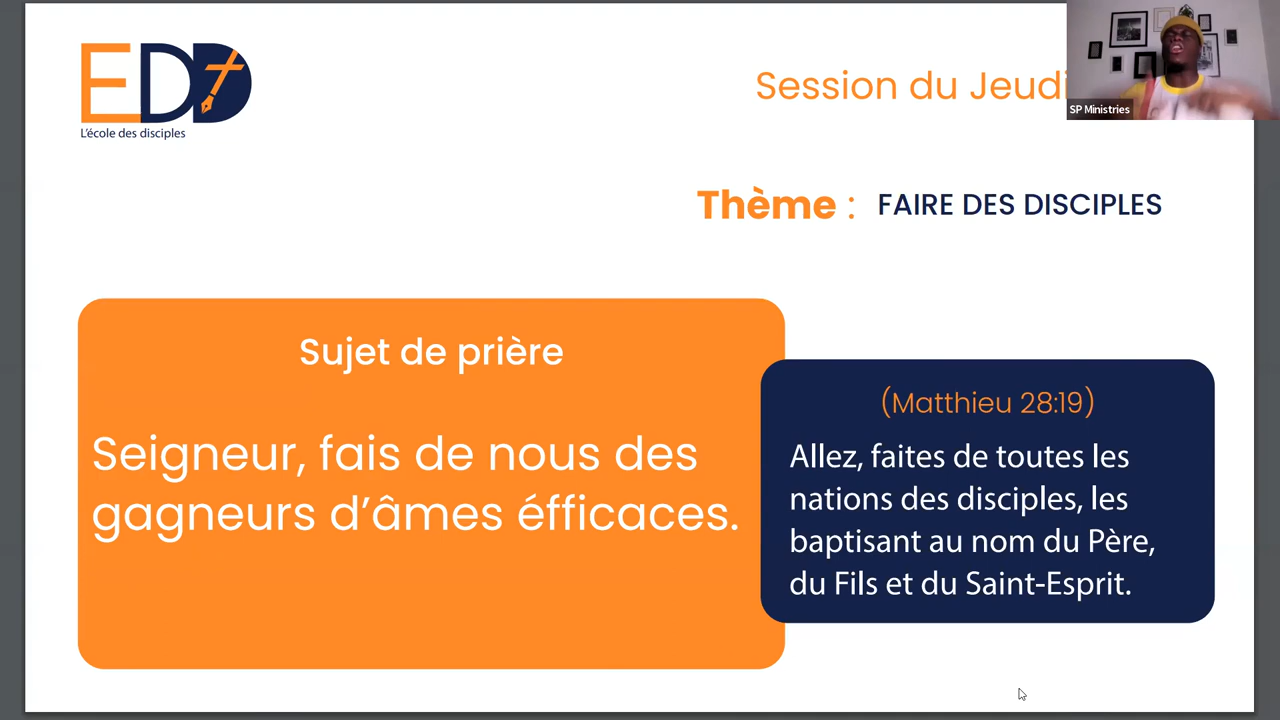 EDD
L'école des disciples
Session du Jeudi
SP Ministries
Thème : FAIRE DES DISCIPLES
Sujet de prière
Seigneur, fais de nous des
gagneurs d’âmes éfficaces.
(Matthieu 28:19)
Allez, faites de toutes les
nations des disciples, les
baptisant au nom du Père,
du Fils et du Saint-Esprit.